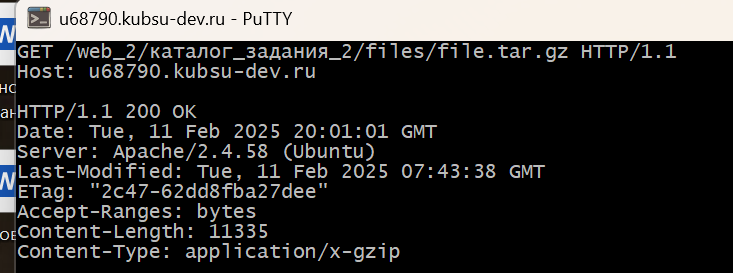 u68790.kubsu-dev.ru - PuTTY
GET /web_2/каталог_задания_2/files/file.tar.gz HTTP/1.1
Host: u68790.kubsu-dev.ru
HTTP/1.1 200 OK
Date: Tue, 11 Feb 2025 20:01:01 GMT
Server: Apache/2.4.58 (Ubuntu)
Last-Modified: Tue, 11 Feb 2025 07:43:38 GMT
ETag: "2c47-62dd8fba27dee"
Accept-Ranges: bytes
Content-Length: 11335
Content-Type: application/x-gzip